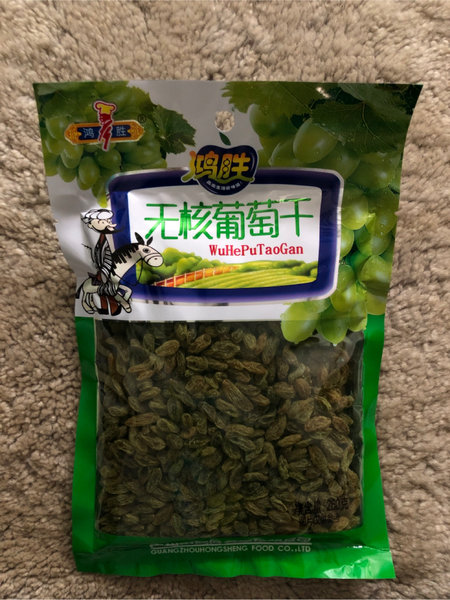 鸿 胜
鸿胜
无核葡萄干
WuHePuTaoGan
GUANGZHOUHONGSHENG FOOD CO.,LTD